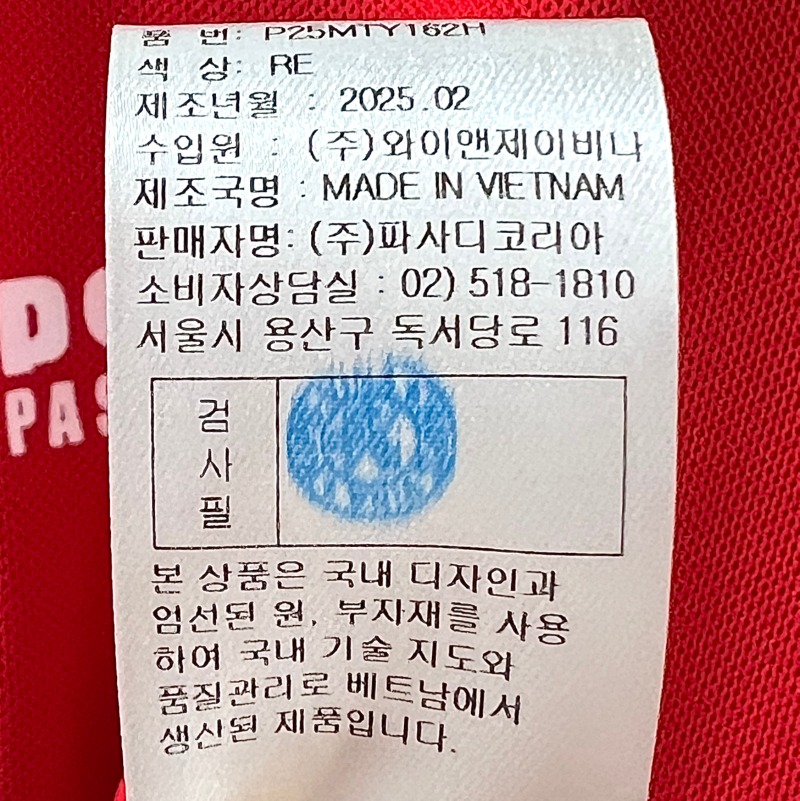 품 번: P25MTY162H
색 상: RE
제조년월 : 2025.02
수입원 : (주)와이앤제이비나
제조국명 : MADE IN VIETNAM
판매자명: (주)파사디코리아
소비자상담실 : 02) 518-1810
서울시 용산구 독서당로 116
검
사
필
본 상품은 국내 디자인과
엄선된 원, 부자재를 사용
하여 국내 기술 지도와
품질관리로 베트남에서
생산된 제품입니다.